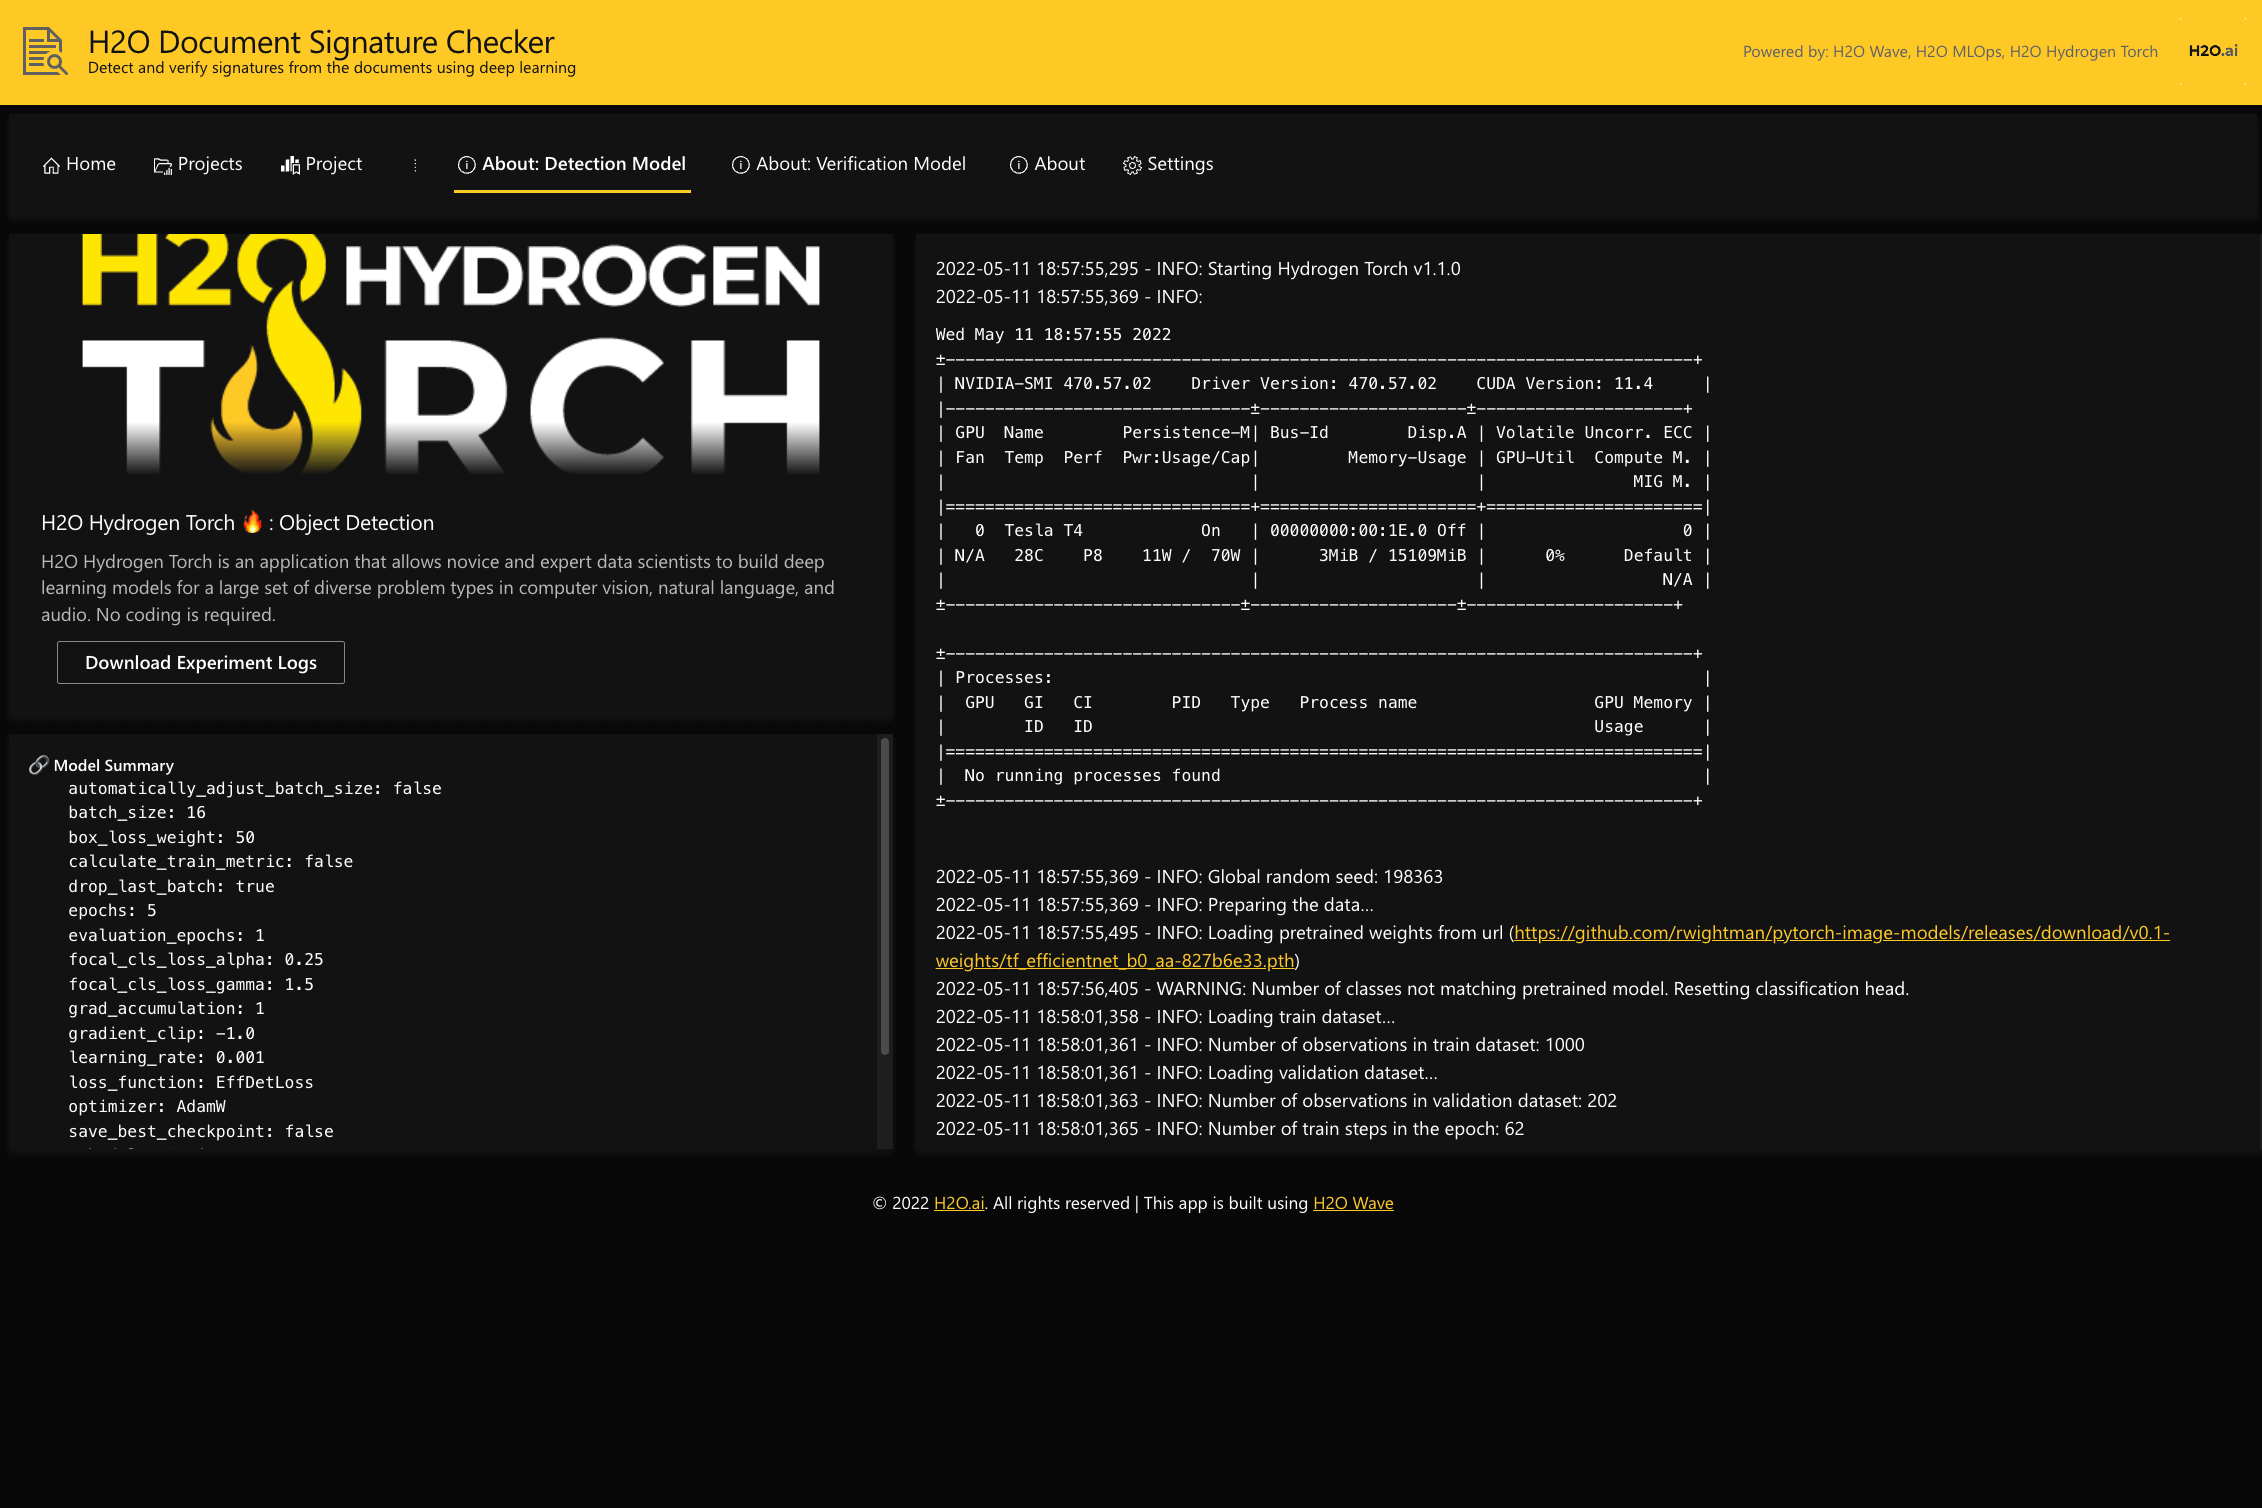 H2O Document Signature Checker
Detect and verify signatures from the documents using deep learning
Powered by: H2O Wave, H2O MLOps, H2O Hydrogen Torch
H2O.ai
Home
Projects
Project
About: Detection Model
About: Verification Model
About
Settings
H2O HYDROGEN
TORCH
H2O Hydrogen Torch 🔥 : Object Detection
H2O Hydrogen Torch is an application that allows novice and expert data scientists to build deep
learning models for a large set of diverse problem types in computer vision, natural language, and
audio. No coding is required.
Download Experiment Logs
🔗 Model Summary
automatically_adjust_batch_size: false
batch_size: 16
box_loss_weight: 50
calculate_train_metric: false
drop_last_batch: true
epochs: 5
evaluation_epochs: 1
focal_cls_loss_alpha: 0.25
focal_cls_loss_gamma: 1.5
grad_accumulation: 1
gradient_clip: -1.0
learning_rate: 0.001
loss_function: EffDetLoss
optimizer: AdamW
save_best_checkpoint: false
2022-05-11 18:57:55,295 - INFO: Starting Hydrogen Torch v1.1.0
2022-05-11 18:57:55,369 - INFO:
Wed May 11 18:57:55 2022
±----------------------------------------------------------------------------+
| NVIDIA-SMI 470.57.02    Driver Version: 470.57.02    CUDA Version: 11.4     |
|-------------------------------±---------------------±---------------------+
| GPU  Name        Persistence-M| Bus-Id        Disp.A | Volatile Uncorr. ECC |
| Fan  Temp  Perf  Pwr:Usage/Cap|         Memory-Usage | GPU-Util  Compute M. |
|                               |                      |               MIG M. |
|===============================+======================+======================|
|   0  Tesla T4            On   | 00000000:00:1E.0 Off |                    0 |
| N/A   28C    P8    11W /  70W |      3MiB / 15109MiB |      0%      Default |
|                               |                      |                  N/A |
±------------------------------±---------------------±---------------------+
±----------------------------------------------------------------------------+
| Processes:                                                                  |
|  GPU   GI   CI        PID   Type   Process name                  GPU Memory |
|        ID   ID                                                   Usage      |
|=============================================================================|
|  No running processes found                                                 |
±----------------------------------------------------------------------------+
2022-05-11 18:57:55,369 - INFO: Global random seed: 198363
2022-05-11 18:57:55,369 - INFO: Preparing the data...
2022-05-11 18:57:55,495 - INFO: Loading pretrained weights from url (https://github.com/rwightman/pytorch-image-models/releases/download/v0.1-
weights/tf_efficientnet_b0_aa-827b6e33.pth)
2022-05-11 18:57:56,405 - WARNING: Number of classes not matching pretrained model. Resetting classification head.
2022-05-11 18:58:01,358 - INFO: Loading train dataset...
2022-05-11 18:58:01,361 - INFO: Number of observations in train dataset: 1000
2022-05-11 18:58:01,361 - INFO: Loading validation dataset...
2022-05-11 18:58:01,363 - INFO: Number of observations in validation dataset: 202
2022-05-11 18:58:01,365 - INFO: Number of train steps in the epoch: 62
© 2022 H2O.ai. All rights reserved | This app is built using H2O Wave